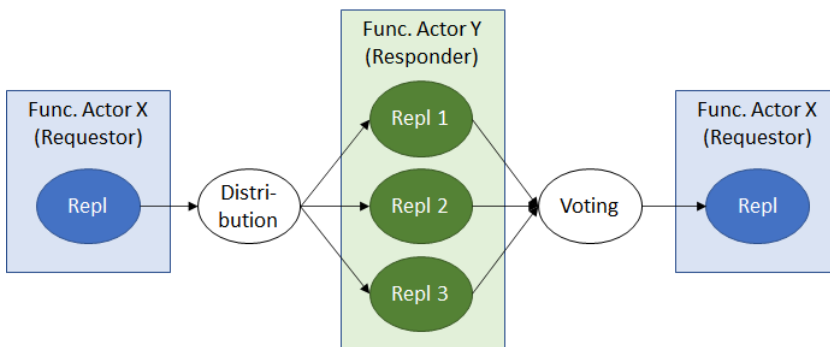 Func. Actor X
(Requestor)
Repl
Distri-
bution
Func. Actor Y
(Responder)
Repl 1
Repl 2
Repl 3
Voting
Func. Actor X
(Requestor)
Repl